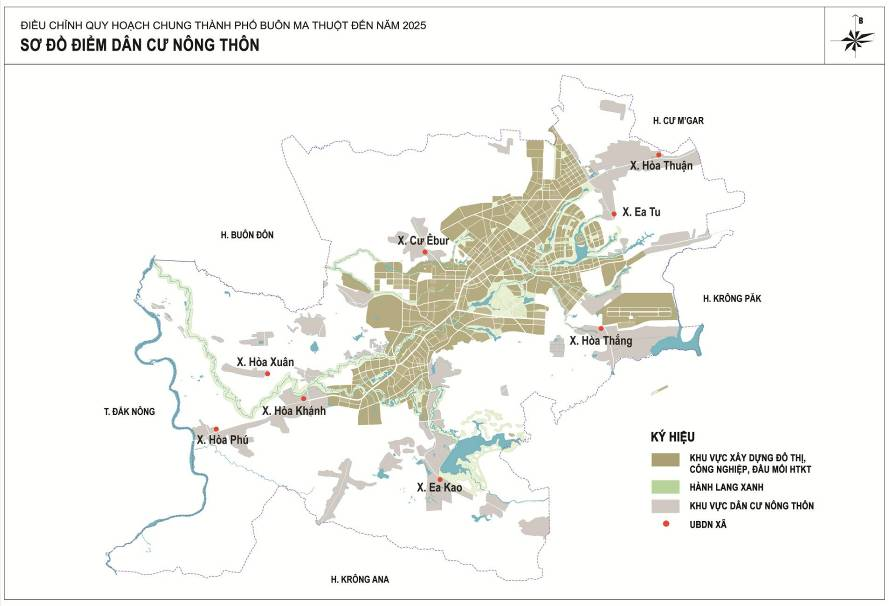 ĐIỀU CHỈNH QUY HOẠCH CHUNG THÀNH PHỐ BUÔN MA THUỘT ĐẾN NĂM 2025
SƠ ĐỒ ĐIỂM DÂN CƯ NÔNG THÔN
B
H. CƯ M'GAR
X. Hòa Thuận
X. Ea Tu
H. BUÔN ĐÔN
X. Cư Êbur
H. KRÔNG PĂK
X. Hòa Thắng
X. Hòa Xuân
T. ĐĂK NÔNG
X. Hòa Khánh
X. Hòa Phú
X. Ea Kao
H. KRÔNG ANA
KÝ HIỆU
KHU VỰC XÂY DỰNG ĐÔ THỊ,
CÔNG NGHIỆP, ĐẦU MỐI HTKT
HÀNH LANG XANH
KHU VỰC DÂN CƯ NÔNG THÔN
UBDN XÃ